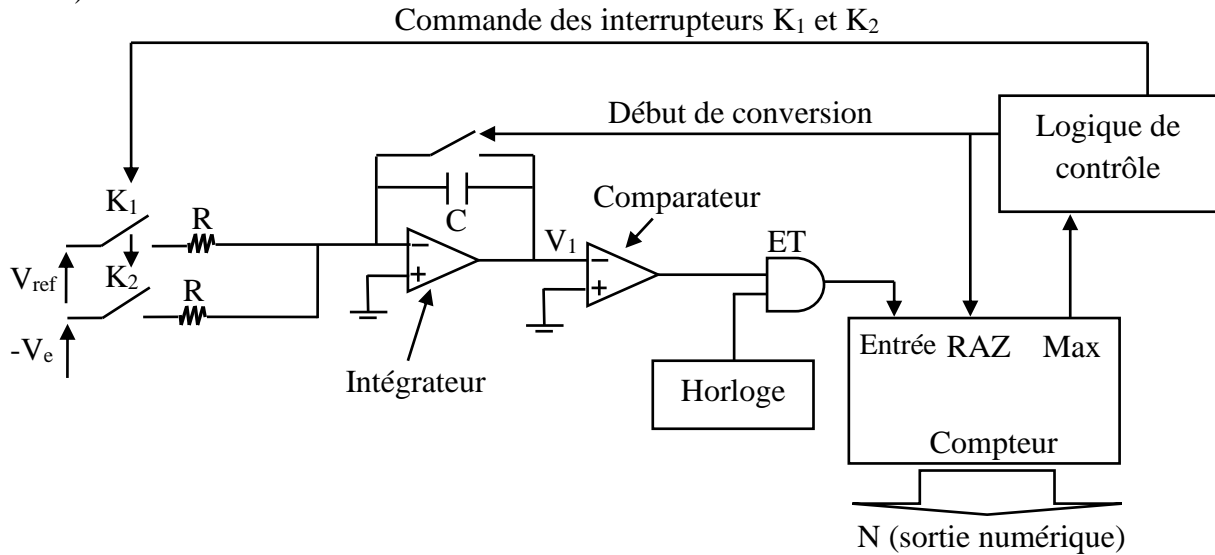 )
Commande des interrupteurs K₁ et K₂
Début de conversion
Logique de
contrôle
K₁
R
C
Comparateur
V₁
ET
Vref
K₂
R
-Ve
Intégrateur
Horloge
Entrée RAZ Max
Compteur
N (sortie numérique)